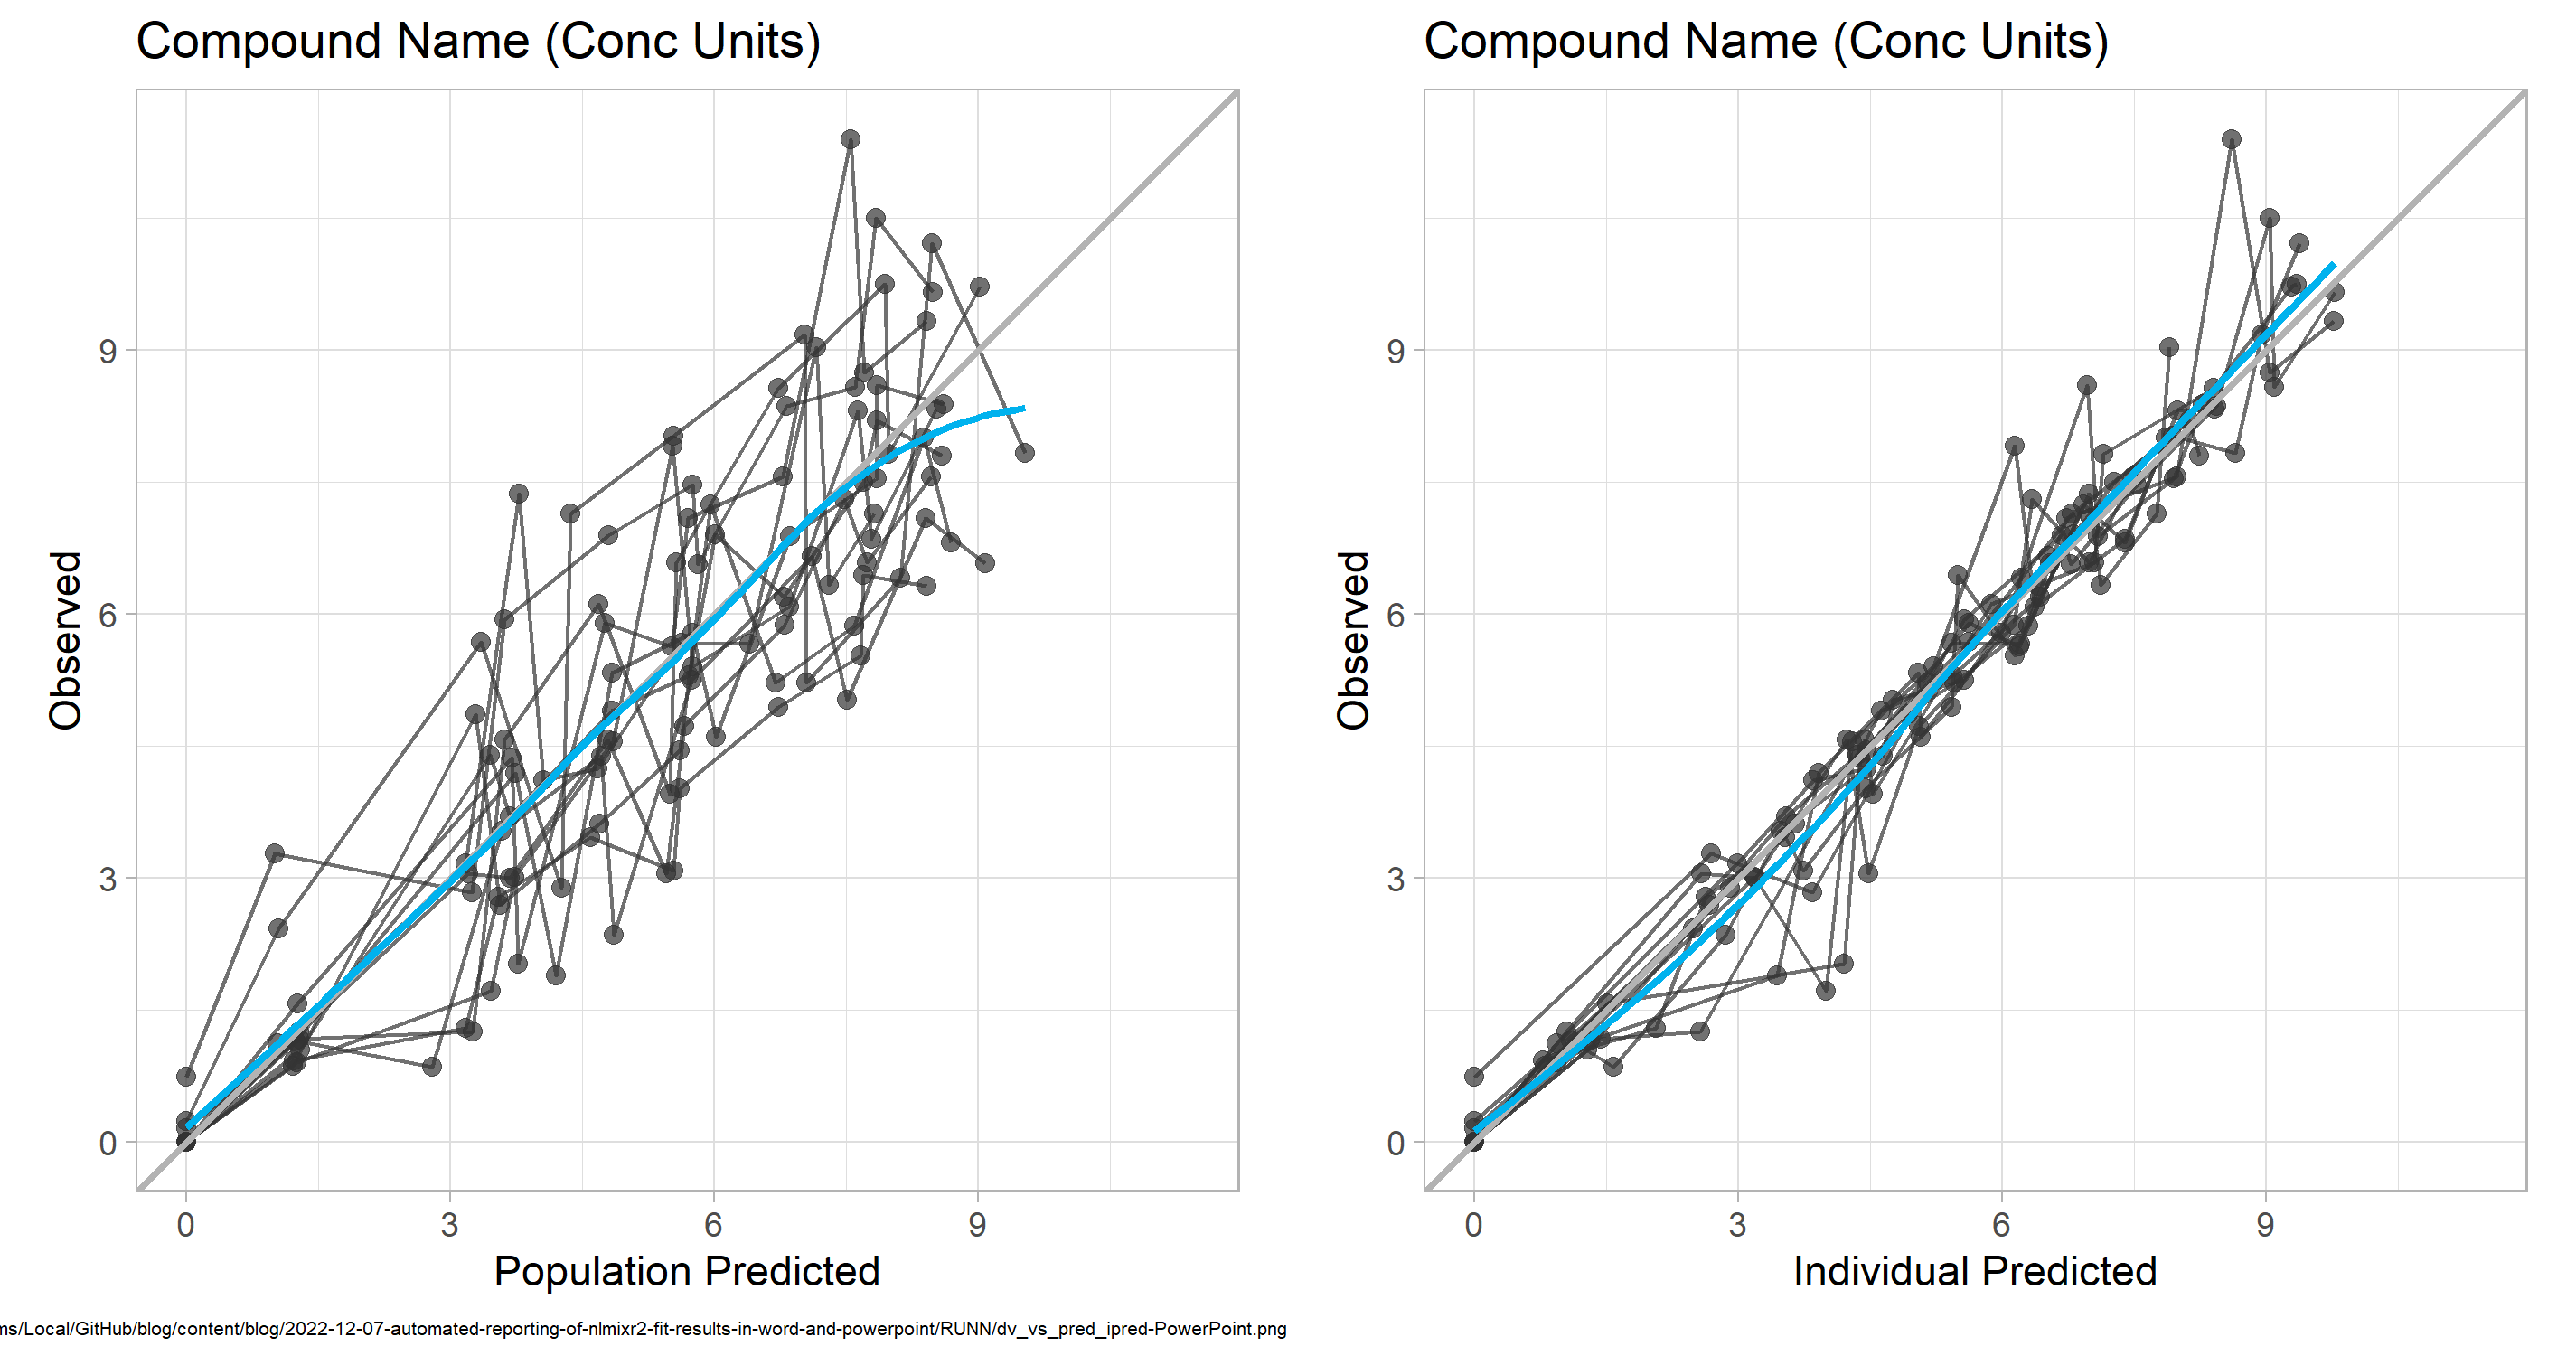 Compound Name (Conc Units)
Observed
9
6
3
0
0 3 6 9
Population Predicted
Compound Name (Conc Units)
Observed
9
6
3
0
0 3 6 9
Individual Predicted
ms/Local/GitHub/blog/content/blog/2022-12-07-automated-reporting-of-nlmixr2-fit-results-in-word-and-powerpoint/RUNN/dv_vs_pred_ipred-PowerPoint.png